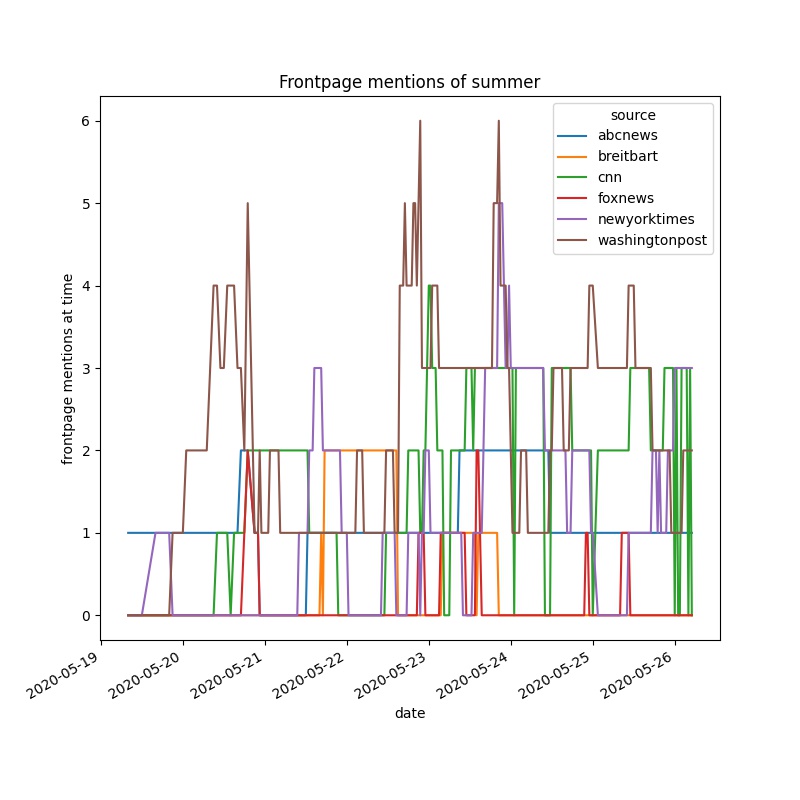 Frontpage mentions of summer
source
abcnews
breitbart
cnn
foxnews
newyorktimes
washingtonpost
6
5
4
3
2
1
0
frontpage mentions at time
2020-05-19
2020-05-20
2020-05-21
2020-05-22
2020-05-23
2020-05-24
2020-05-25
2020-05-26
date